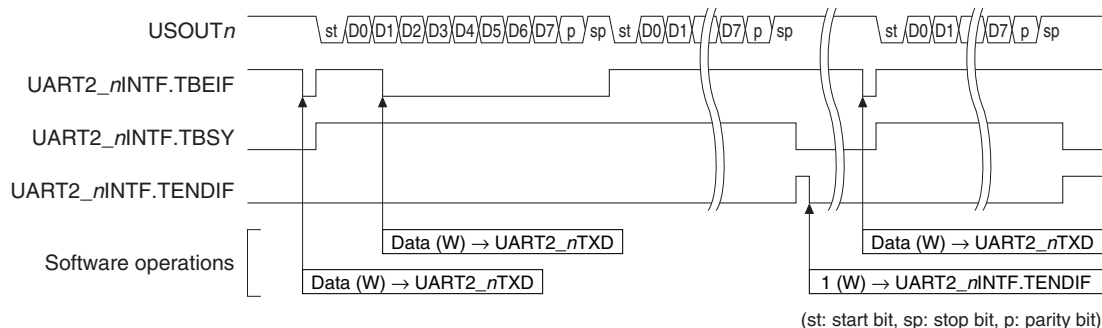 USOUTn st D0 D1 D2 D3 D4 D5 D6 D7 p sp st D0 D1 D7 p sp st D0 D1 D7 p sp
UART2_nINTF.TBEIF
UART2_nINTF.TBSY
UART2_nINTF.TENDIF
Software operations
Data (W) → UART2_nTXD Data (W) → UART2_nTXD
Data (W) → UART2_nTXD 1 (W) → UART2_nINTF.TENDIF
(st: start bit, sp: stop bit, p: parity bit)